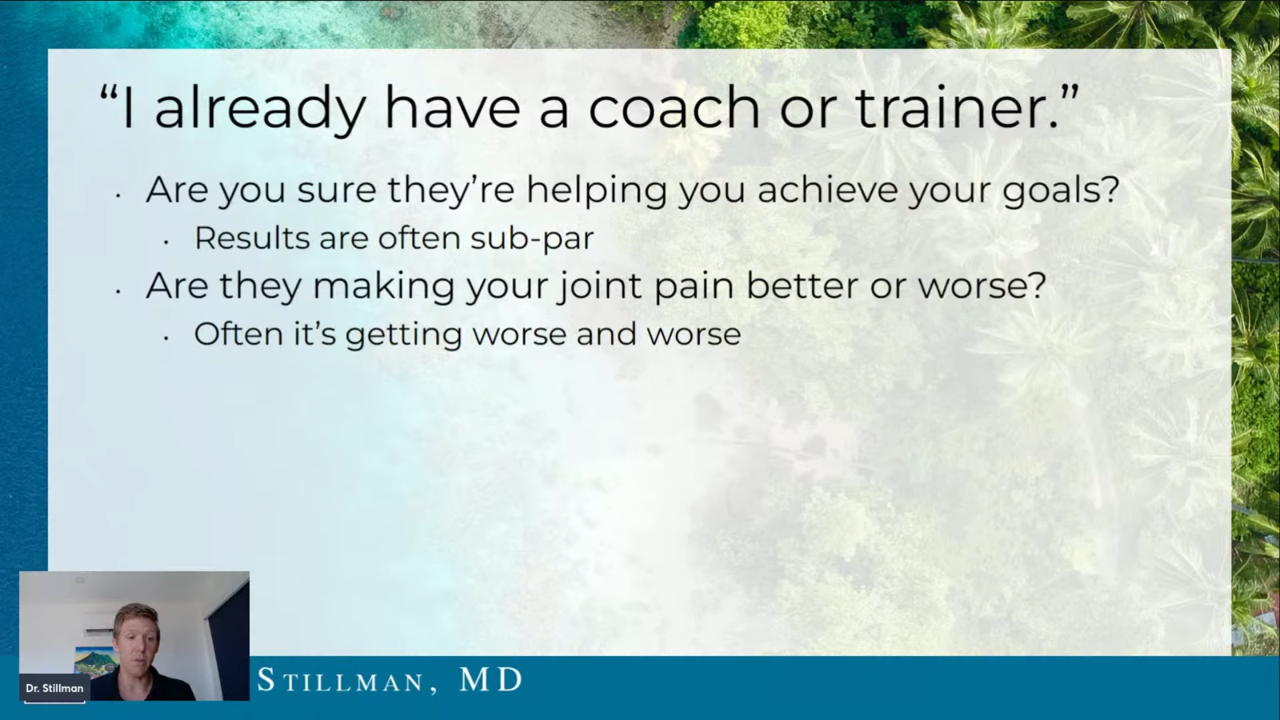 “I already have a coach or trainer.”
· Are you sure they’re helping you achieve your goals?
· Results are often sub-par
· Are they making your joint pain better or worse?
· Often it’s getting worse and worse
Dr. Stillman
STILLMAN, MD